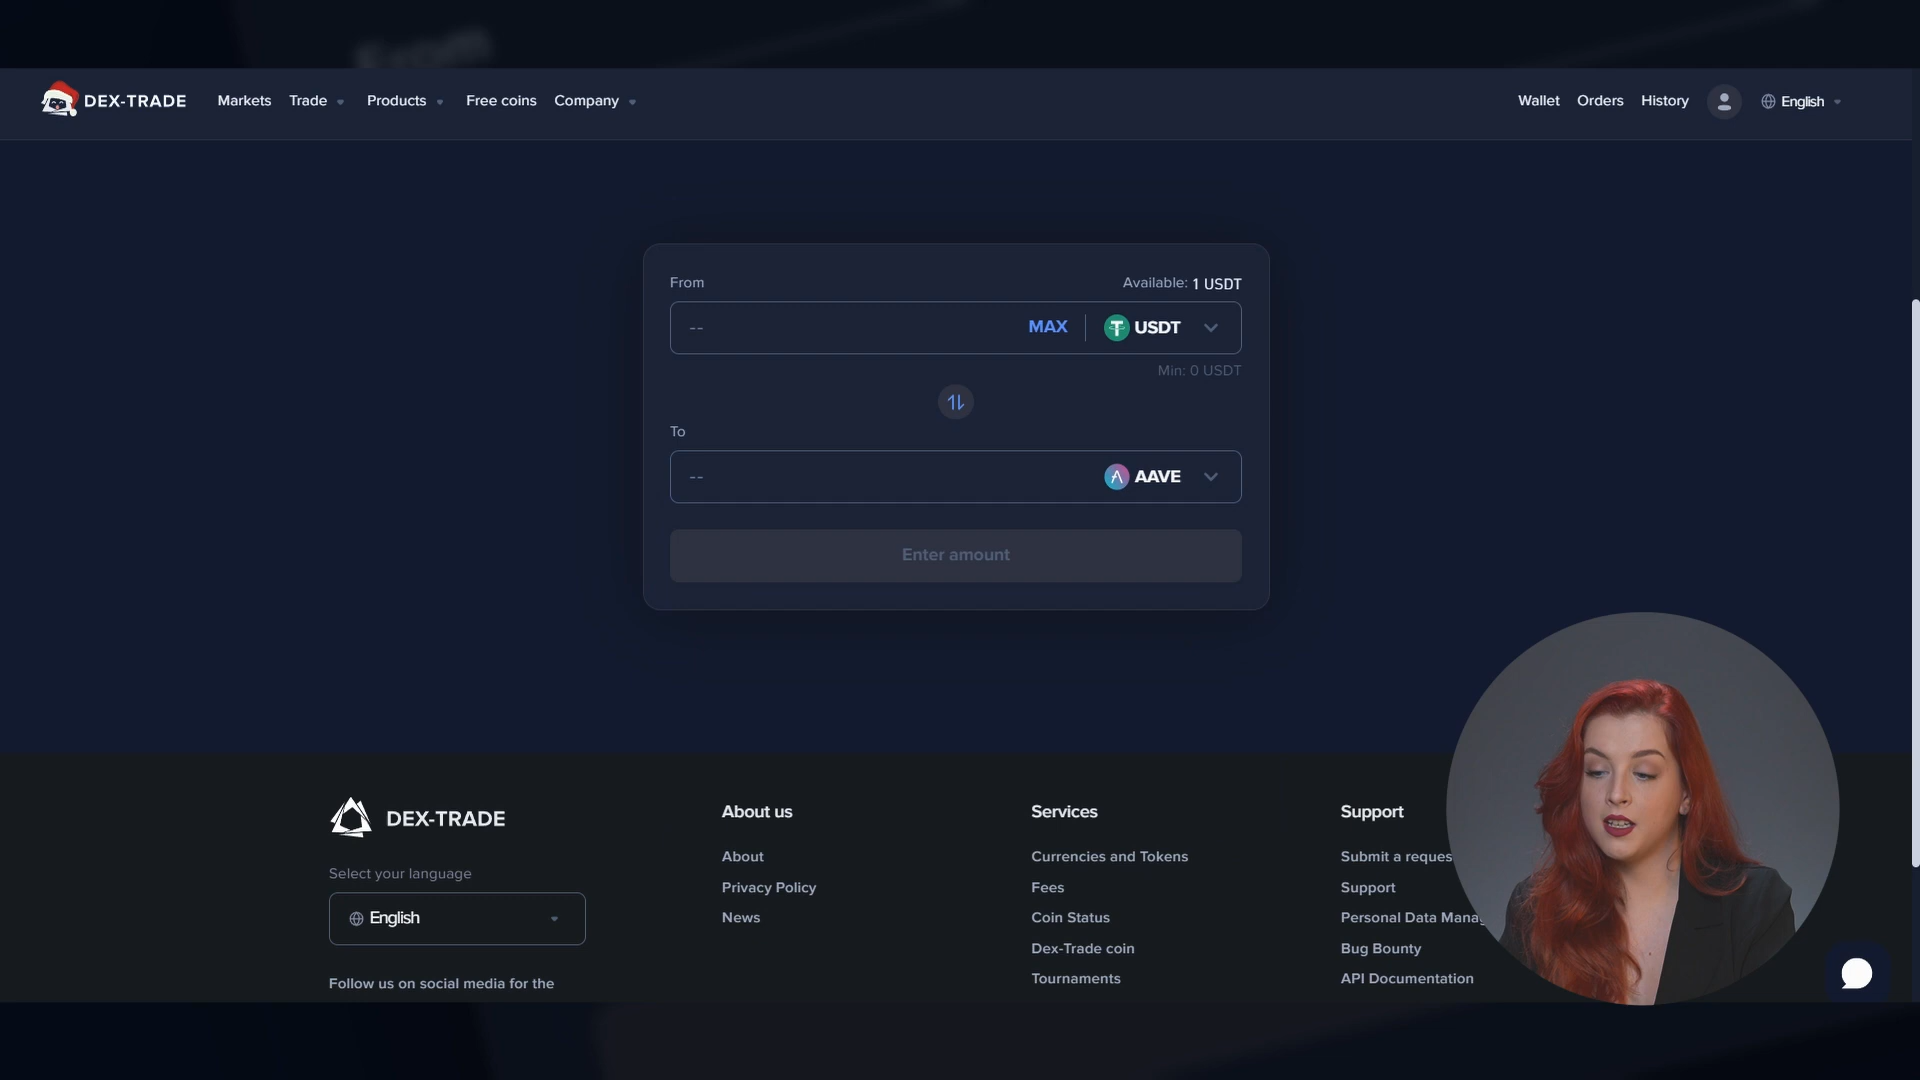 From
DEX-TRADE Markets Trade Products Free coins Company Wallet Orders History English
From Available: 1 USDT
-- MAX USDT
Min: 0 USDT
To
-- AAVE
Enter amount
DEX-TRADE
Select your language
English
Follow us on social media for the
About us
About
Privacy Policy
News
Services
Currencies and Tokens
Fees
Coin Status
Dex-Trade coin
Tournaments
Support
Submit a reques
Support
Personal Data Manag
Bug Bounty
API Documentation